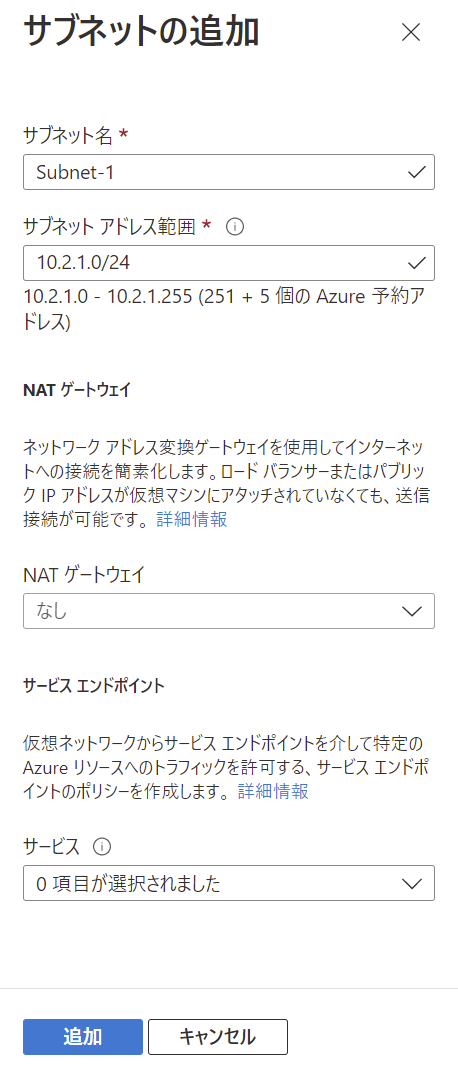 サブネットの追加
サブネット名 *
Subnet-1
サブネット アドレス範囲 *
10.2.1.0/24
10.2.1.0 - 10.2.1.255 (251 + 5 個の Azure 予約ア
ドレス)
NAT ゲートウェイ
ネットワーク アドレス変換ゲートウェイを使用してインターネッ
トへの接続を簡素化します。ロード バランサーまたはパブリッ
ク IP アドレスが仮想マシンにアタッチされていなくても、送信
接続が可能です。 詳細情報
NAT ゲートウェイ
なし
サービス エンドポイント
仮想ネットワークからサービス エンドポイントを介して特定の
Azure リソースへのトラフィックを許可する、サービス エンドポ
イントのポリシーを作成します。 詳細情報
サービス
0 項目が選択されました
追加
キャンセル